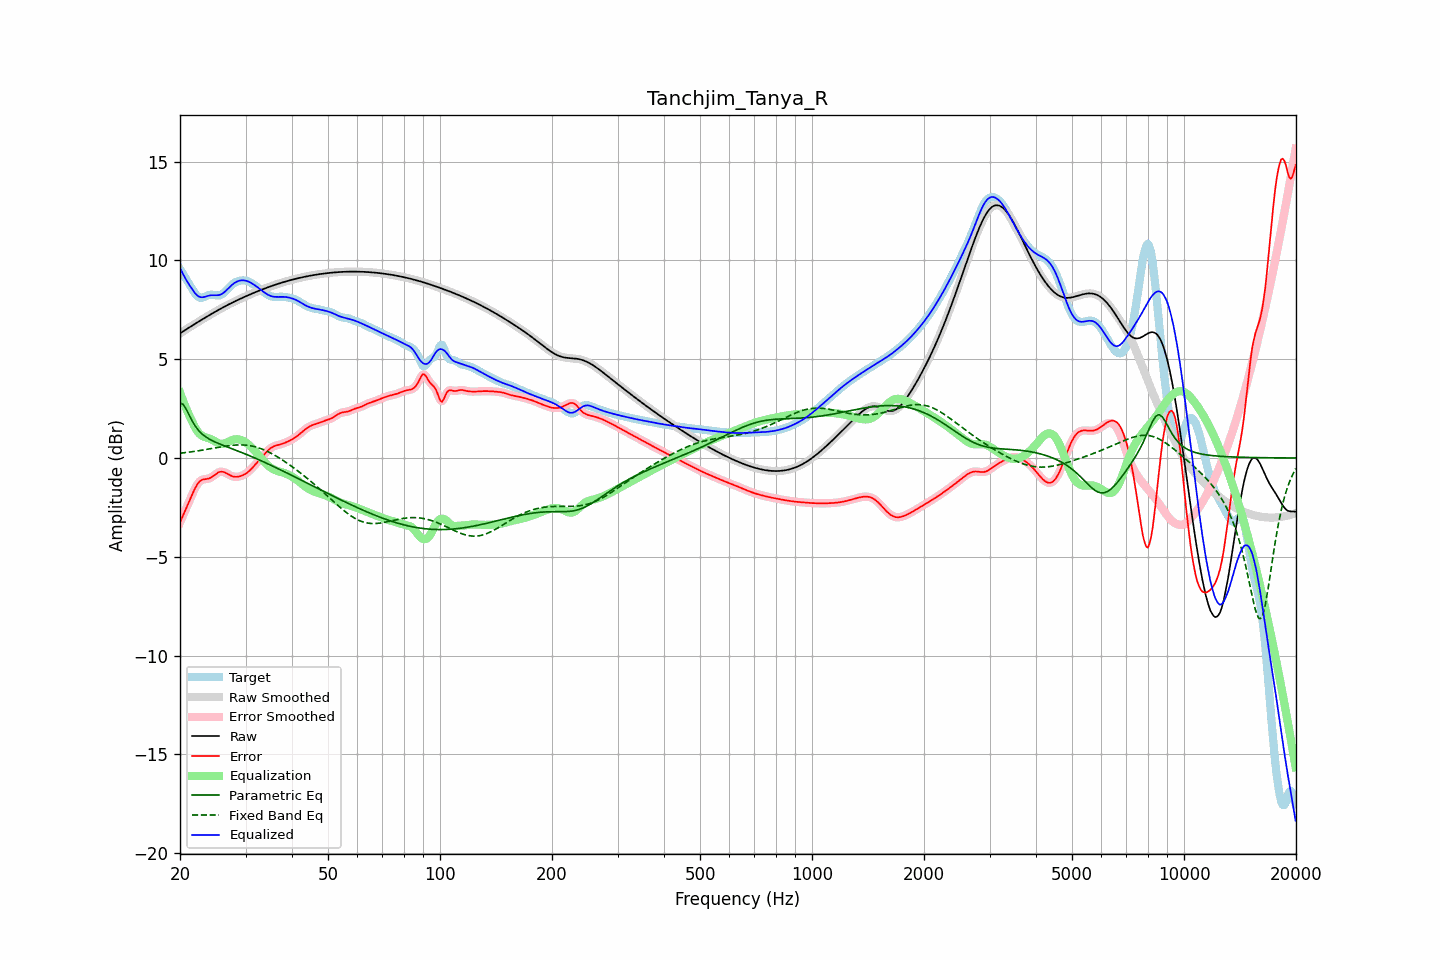 Tanchjim_Tanya_R
Amplitude (dBr)
15
10
5
0
−5
−10
−15
−20
Target
Raw Smoothed
Error Smoothed
Raw
Error
Equalization
Parametric Eq
Fixed Band Eq
Equalized
20 50 100 200 500 1000 2000 5000 10000 20000
Frequency (Hz)